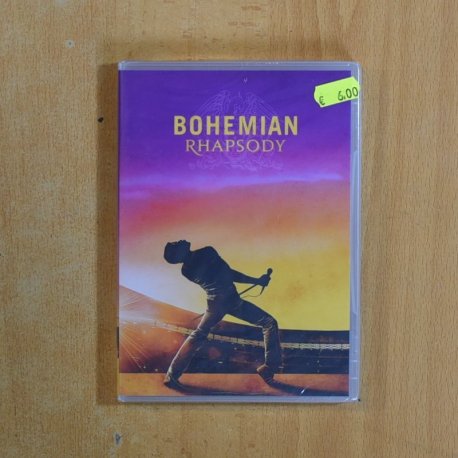 € 6.00
BOHEMIAN
RHAPSODY